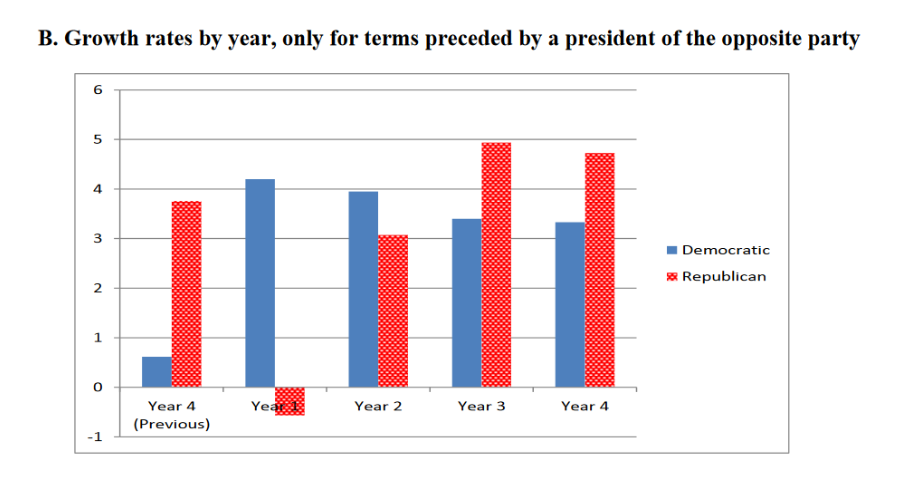 B. Growth rates by year, only for terms preceded by a president of the opposite party
6
5
4
3
2
1
0
-1
Year 4
(Previous)
Year 1
Year 2
Year 3
Year 4
Democratic
Republican